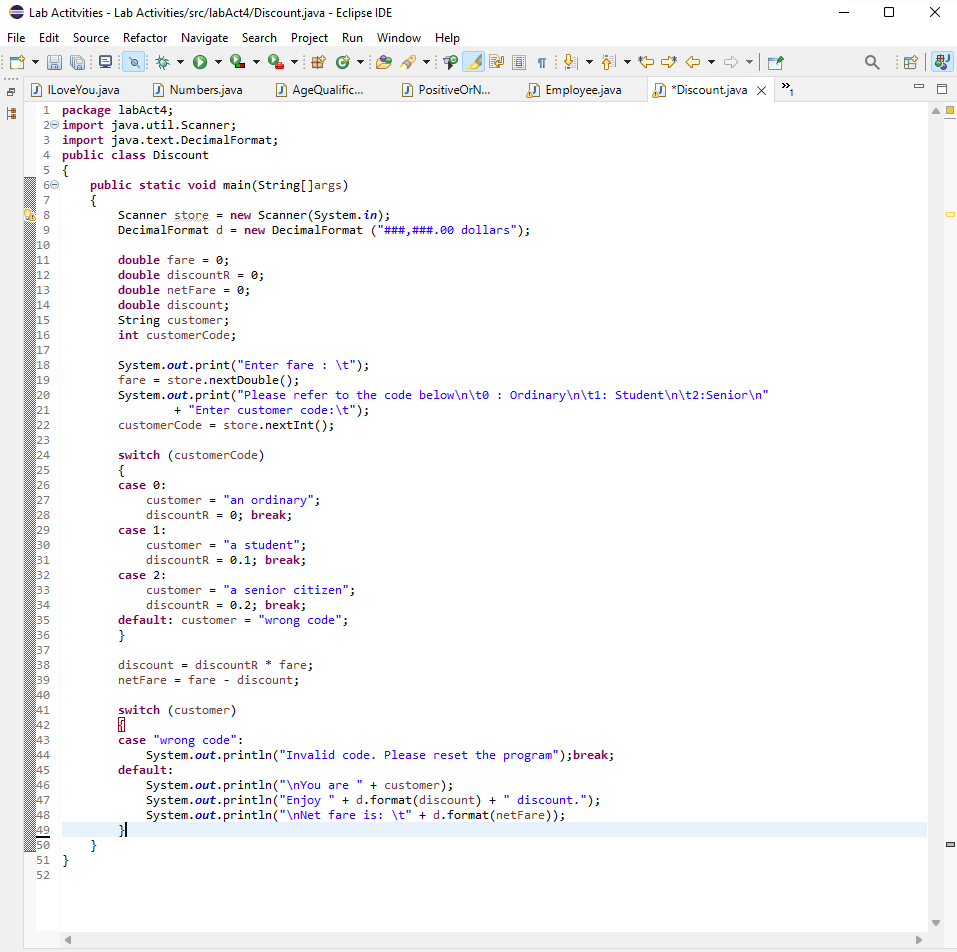 Lab Actitvities - Lab Activities/src/labAct4/Discount.java - Eclipse IDE
File Edit Source Refactor Navigate Search Project Run Window Help
ILoveYou.java Numbers.java AgeQualific... PositiveOrN... Employee.java *Discount.java »1
1 package labAct4;
2 import java.util.Scanner;
3 import java.text.DecimalFormat;
4 public class Discount
5 {
6 public static void main(String[]args)
7 {
8 Scanner store = new Scanner(System.in);
9 DecimalFormat d = new DecimalFormat ("###,###.00 dollars");
10
11 double fare = 0;
12 double discountR = 0;
13 double netFare = 0;
14 double discount;
15 String customer;
16 int customerCode;
17
18 System.out.print("Enter fare : \t");
19 fare = store.nextDouble();
20 System.out.print("Please refer to the code below\n\t0 : Ordinary\n\t1: Student\n\t2:Senior\n"
21 + "Enter customer code:\t");
22 customerCode = store.nextInt();
23
24 switch (customerCode)
25 {
26 case 0:
27 customer = "an ordinary";
28 discountR = 0; break;
29 case 1:
30 customer = "a student";
31 discountR = 0.1; break;
32 case 2:
33 customer = "a senior citizen";
34 discountR = 0.2; break;
35 default: customer = "wrong code";
36 }
37
38 discount = discountR * fare;
39 netFare = fare - discount;
40
41 switch (customer)
42 {
43 case "wrong code":
44 System.out.println("Invalid code. Please reset the program");break;
45 default:
46 System.out.println("\nYou are " + customer);
47 System.out.println("Enjoy " + d.format(discount) + " discount.");
48 System.out.println("\nNet fare is: \t" + d.format(netFare));
49 }
50 }
51 }
52